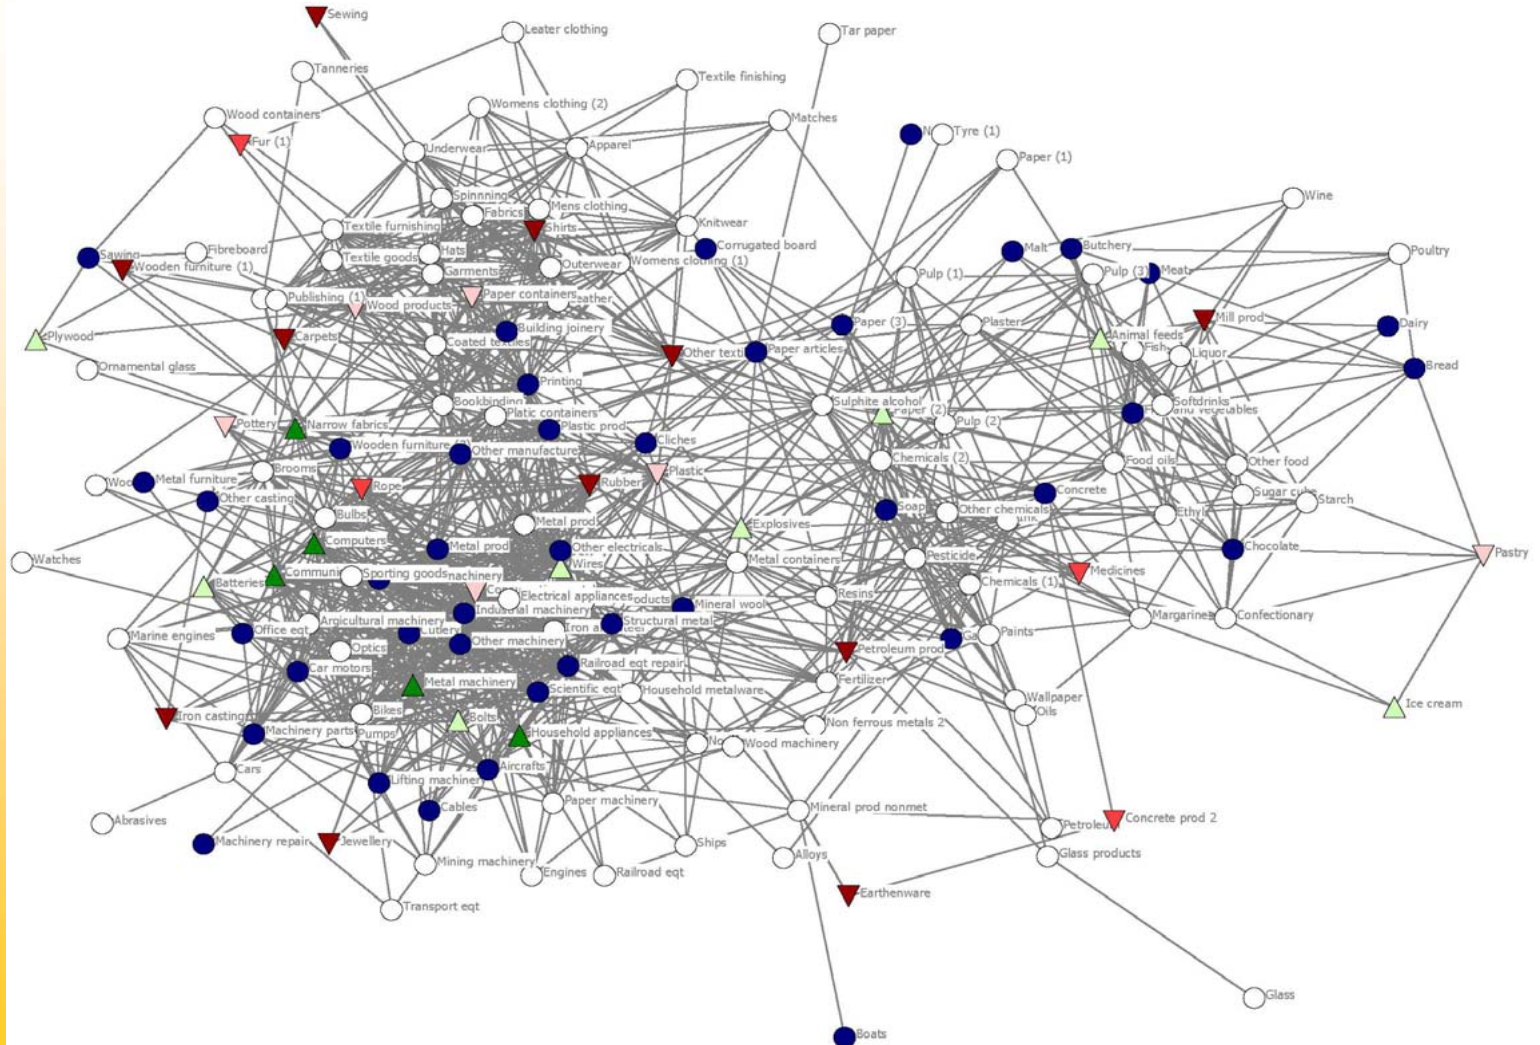 Sewing
Leater clothing
Tar paper
Tanneries
Textile finishing
Womens clothing (2)
Wood containers
Matches
Tyre (1)
Fur (1)
Underwear
Apparel
Paper (1)
Spinnning
Wine
Fabrics
Mens clothing
Textile furnishing
Shirts
Knitwear
Corrugated board
Malt
Butchery
Fibreboard
Hats
Poultry
Sawing
Textile goods
Wooden furniture (1)
Garments
Outerwear
Womens clothing (1)
Pulp (1)
Pulp (3)
Meat
Publishing (1)
Wood products
Paper containers
Building joinery
Paper (3)
Plaster
Mill prod
Dairy
Plywood
Carpets
Coated textiles
Other texti
Paper articles
Animal feeds
Fish
Liquor
Ornamental glass
Bread
Printing
Bookbinding
Sulphite alcohol
Softdrinks
Platic containers
Paper (2)
Pulp (2)
Pottery
Narrow fabrics
Plastic prod
Cliches
Wooden furniture (2)
Other manufacture
Chemicals (2)
Food oils
Other food
Brooms
Plastic
Metal furniture
Rope
Rubber
Concrete
Sugar cube
Starch
Other casting
Soap
Other chemicals
Ethyl
Bulbs
Metal prod
Explosives
Computers
Metal prod
Other electricals
Chocolate
Pastry
Watches
Wires
Metal containers
Pesticide
Medicines
Batteries
Sporting goods
Chemicals (1)
Electrical appliances
Resins
Mineral wool
Industrial machinery
Argicultural machinery
Structural metal
Margarines
Confectionary
Marine engines
Office eqt
Cutlery
Other machinery
Paints
Optics
Petroleum prod
Car motors
Railroad eqt repair
Metal machinery
Scientific eqt
Household metalware
Fertilizer
Wallpaper
Oils
Ice cream
Iron casting
Bikes
Bolts
Non ferrous metals 2
Machinery parts
Pumps
Household appliances
Wood machinery
Cars
Aircrafts
Lifting machinery
Paper machinery
Cables
Mineral prod nonmet
Concrete prod 2
Abrasives
Petroleu
Machinery repair
Jewellery
Ships
Glass products
Alloys
Mining machinery
Engines
Railroad eqt
Earthenware
Transport eqt
Glass
Boats